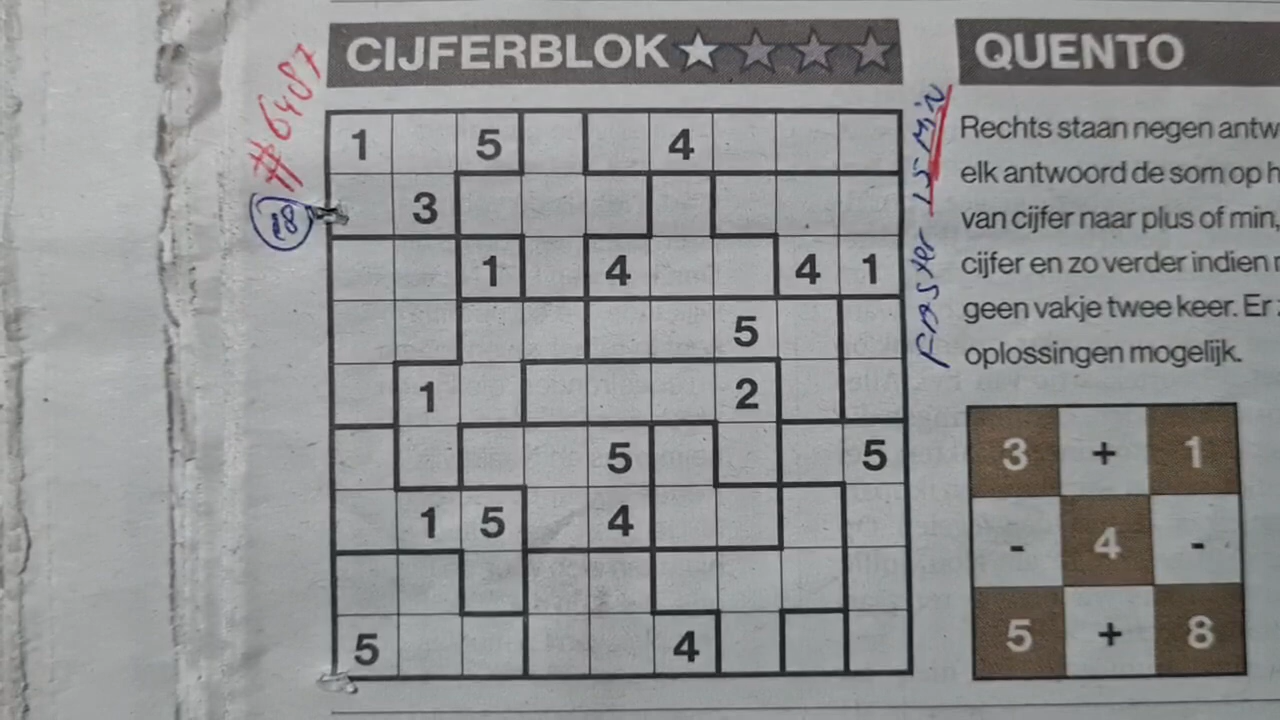 CIJFERBLOK
QUENTO
#6487
28
Rechts staan negen antw
elk antwoord de som op h
van cijfer naar plus of min,
cijfer en zo verder indien n
geen vakje twee keer. Er
oplossingen mogelijk.
15 Min
1 5 4
3
1 4 4 1
5
1 2
5 5
1 5 4
5 4
3 + 1
- 4 -
5 + 8